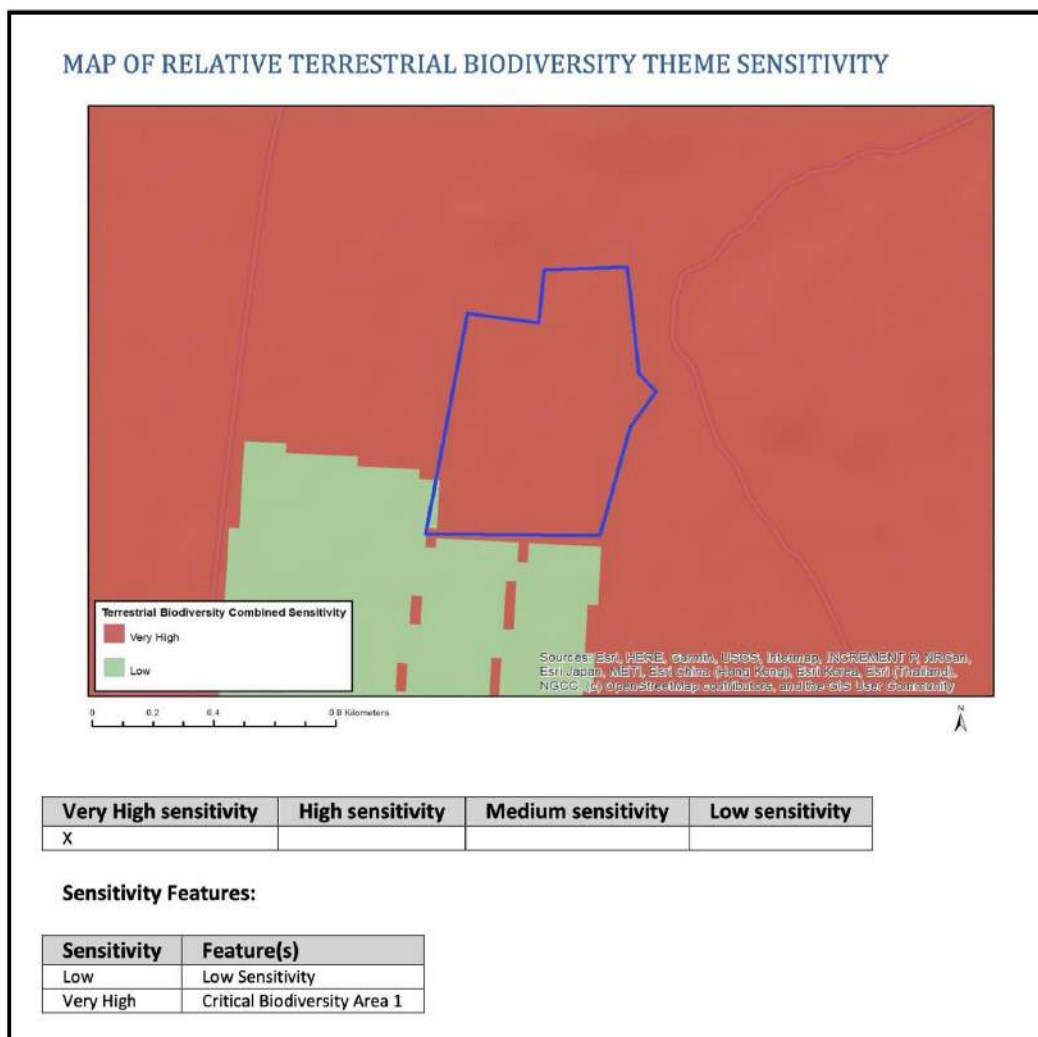 MAP OF RELATIVE TERRESTRIAL BIODIVERSITY THEME SENSITIVITY
Terrestrial Biodiversity Combined Sensitivity
Very High
Low
Sources: Esri, HERE, Garmin, USGS, Intermap, INCREMENT P, NRCan,
Esri Japan, METI, Esri China (Hong Kong), Esri Korea, Esri (Thailand),
NGCC, (c) OpenStreetMap contributors, and the GIS User Community
0 0.2 0.4 0.8 Kilometers
N
Very High sensitivity High sensitivity Medium sensitivity Low sensitivity
X
Sensitivity Features:
Sensitivity Feature(s)
Low Low Sensitivity
Very High Critical Biodiversity Area 1